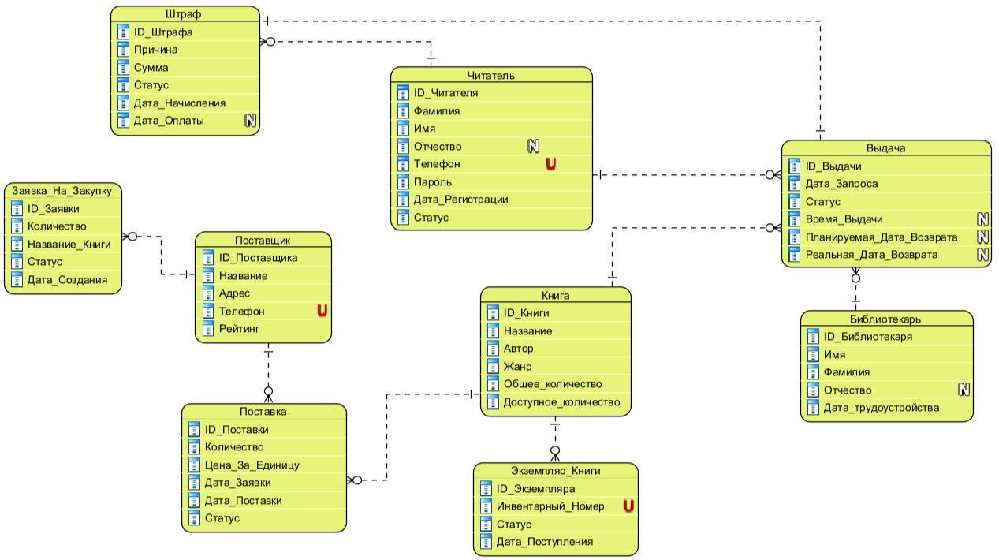 Штраф
ID_Штрафа
Причина
Сумма
Статус
Дата_Начисления
Дата_Оплаты N
Читатель
ID_Читателя
Фамилия
Имя
Отчество N
Телефон U
Пароль
Дата_Регистрации
Статус
Выдача
ID_Выдачи
Дата_Запроса
Статус
Время_Выдачи N
Планируемая_Дата_Возврата N
Реальная_Дата_Возврата N
Заявка_На_Закупку
ID_Заявки
Количество
Название_Книги
Статус
Дата_Создания
Поставщик
ID_Поставщика
Название
Адрес
Телефон U
Рейтинг
Книга
ID_Книги
Название
Автор
Жанр
Общее_количество
Доступное_количество
Библиотекарь
ID_Библиотекаря
Имя
Фамилия
Отчество N
Дата_трудоустройства
Поставка
ID_Поставки
Количество
Цена_За_Единицу
Дата_Заявки
Дата_Поставки
Статус
Экземпляр_Книги
ID_Экземпляра
Инвентарный_Номер U
Статус
Дата_Поступления